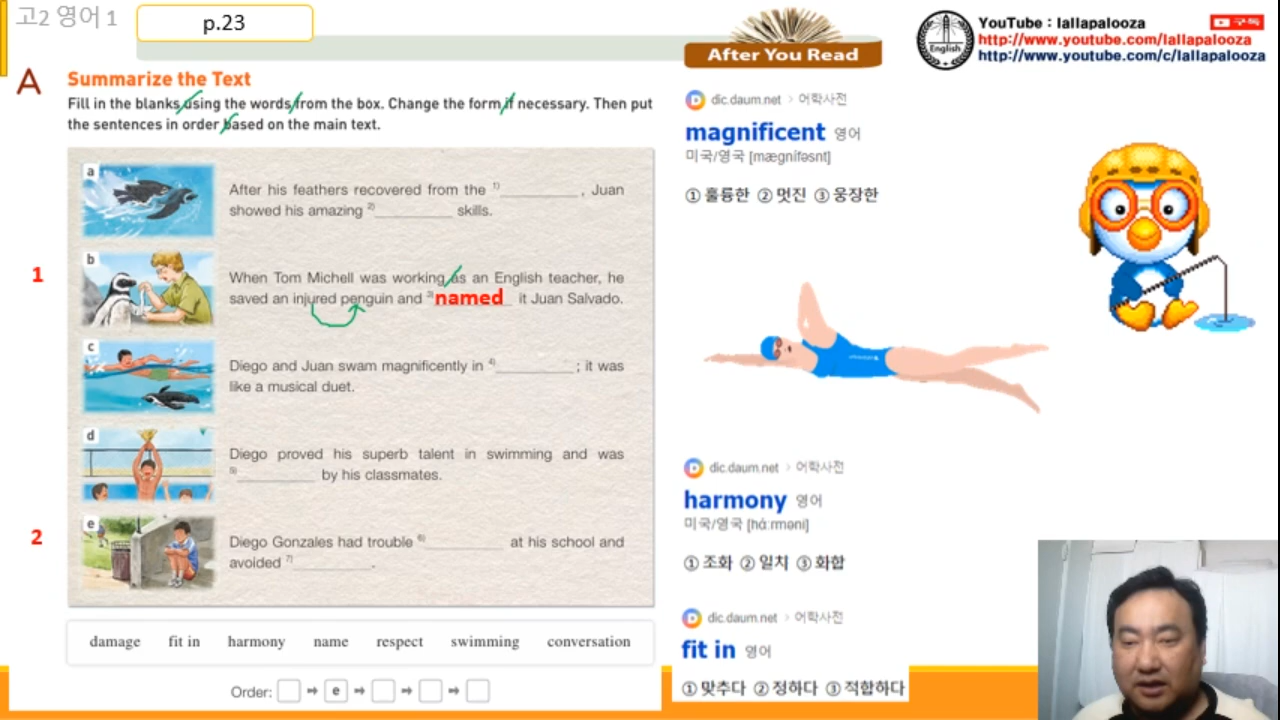 고2 영어 1
p.23
After You Read
English
YouTube : lallapalooza
구독
http://www.youtube.com/lallapalooza
http://www.youtube.com/c/lallapalooza
A
Summarize the Text
Fill in the blanks using the words from the box. Change the form if necessary. Then put
the sentences in order based on the main text.
a
After his feathers recovered from the 1)__________ , Juan
showed his amazing 2)__________ skills.
1
b
When Tom Michell was working as an English teacher, he
saved an injured penguin and 3)named it Juan Salvado.
c
Diego and Juan swam magnificently in 4)__________ ; it was
like a musical duet.
d
Diego proved his superb talent in swimming and was
5)__________ by his classmates.
2
e
Diego Gonzales had trouble 6)__________ at his school and
avoided 7)__________ .
damage fit in harmony name respect swimming conversation
Order: ➡ e ➡ ➡ ➡
dic.daum.net › 어학사전
magnificent 영어
미국/영국 [mægnífəsnt]
① 훌륭한 ② 멋진 ③ 웅장한
dic.daum.net › 어학사전
harmony 영어
미국/영국 [hάːrməni]
① 조화 ② 일치 ③ 화합
dic.daum.net › 어학사전
fit in 영어
① 맞추다 ② 정하다 ③ 적합하다